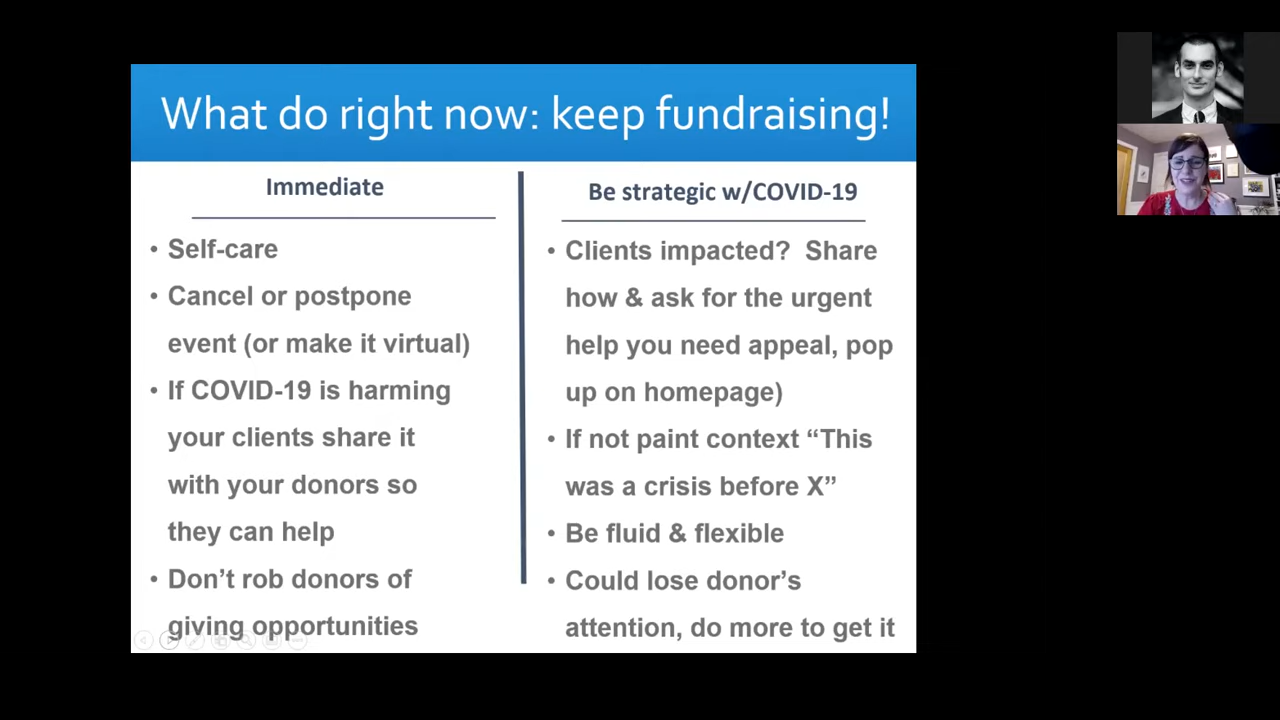 What do right now: keep fundraising!
Immediate
• Self-care
• Cancel or postpone
event (or make it virtual)
• If COVID-19 is harming
your clients share it
with your donors so
they can help
• Don’t rob donors of
giving opportunities
Be strategic w/COVID-19
• Clients impacted?  Share
how & ask for the urgent
help you need appeal, pop
up on homepage)
• If not paint context “This
was a crisis before X”
• Be fluid & flexible
• Could lose donor’s
attention, do more to get it